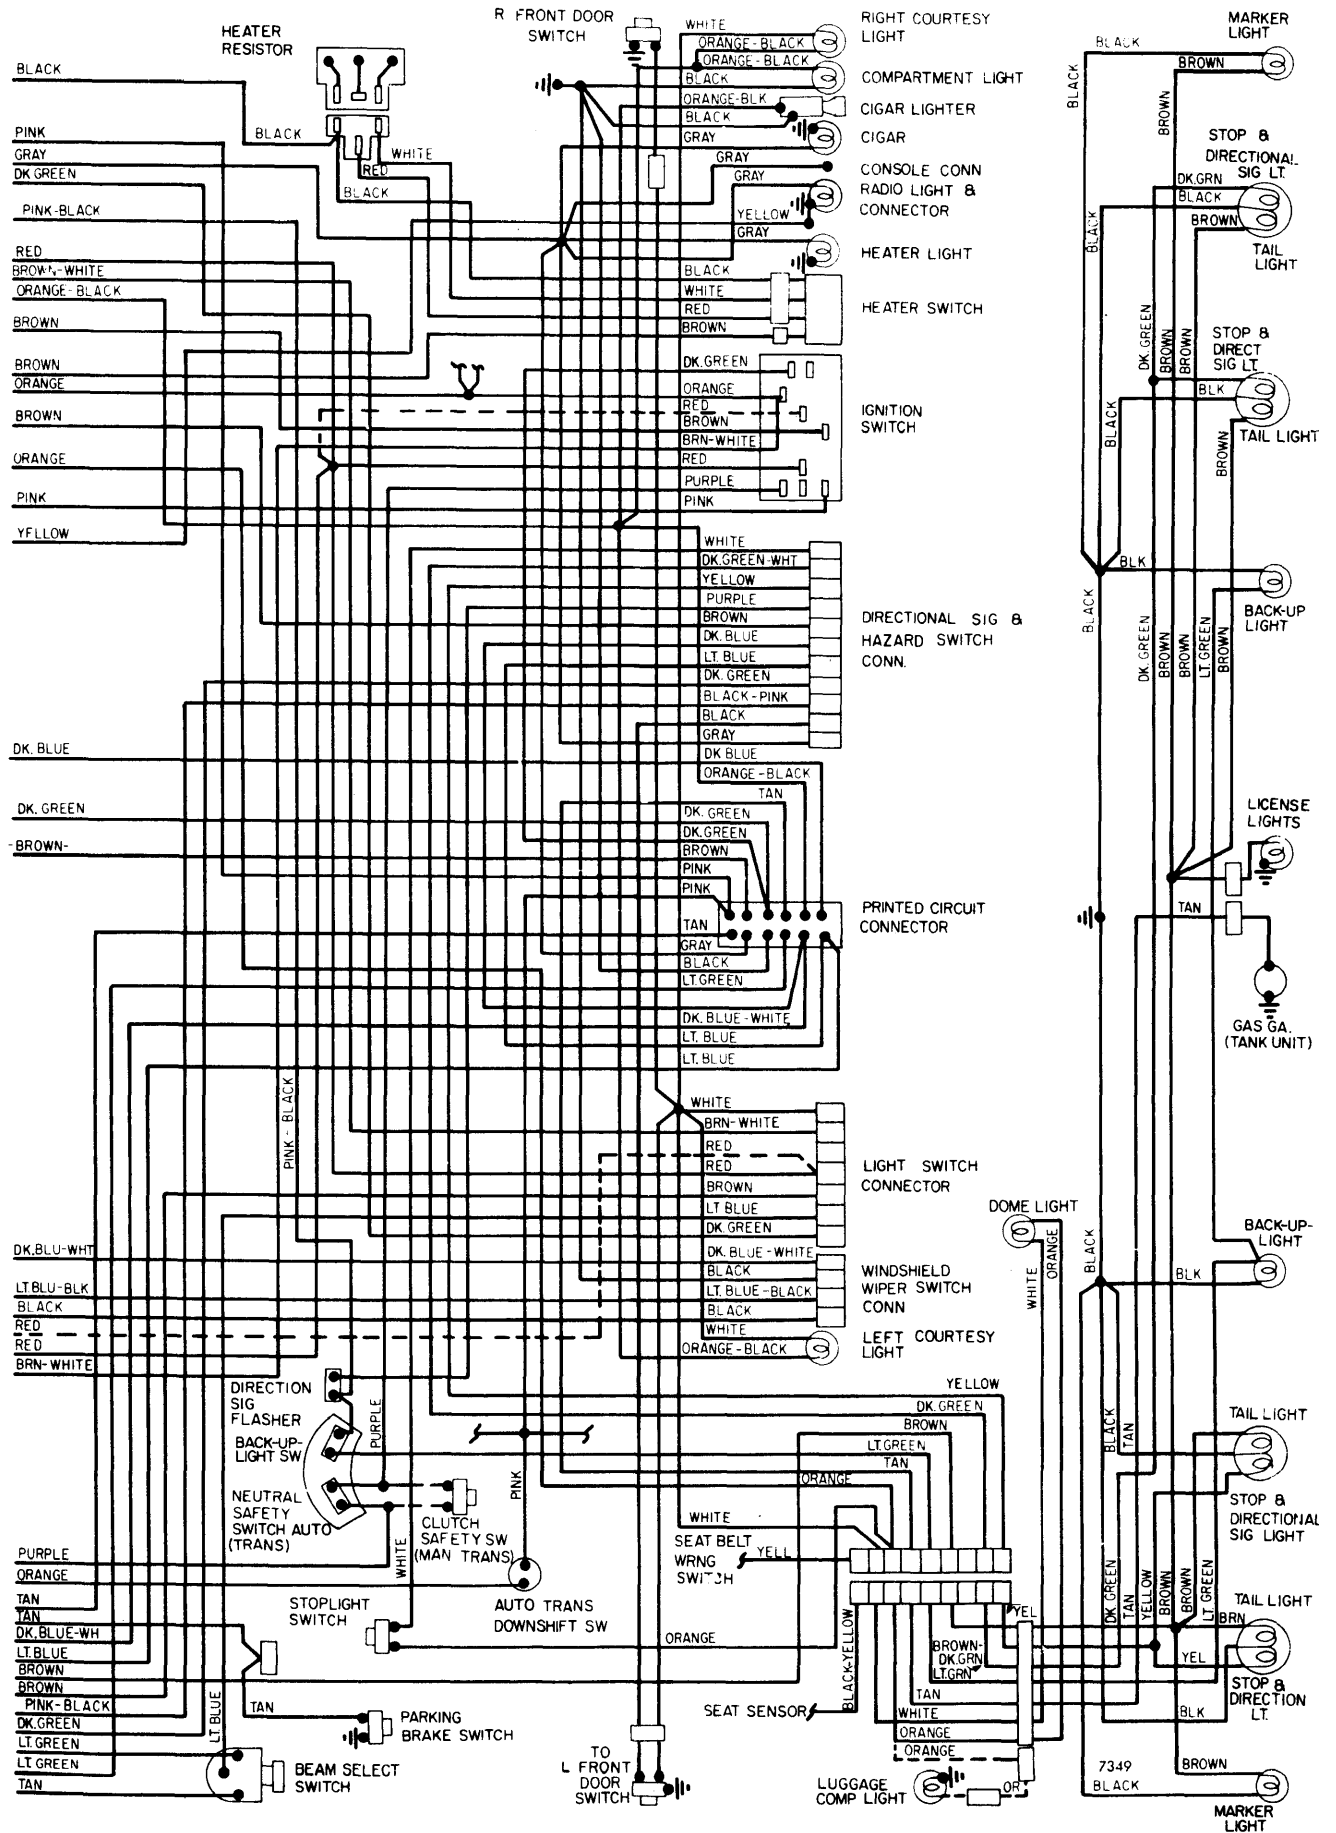 HEATER
RESISTOR
R FRONT DOOR
SWITCH
WHITE
ORANGE-BLACK
ORANGE-BLACK
BLACK
ORANGE-BLK
BLACK
GRAY
GRAY
GRAY
YELLOW
GRAY
BLACK
WHITE
RED
BROWN
DK.GREEN
ORANGE
RED
BROWN
BRN-WHITE
RED
PURPLE
PINK
RIGHT COURTESY
LIGHT
COMPARTMENT LIGHT
CIGAR LIGHTER
CIGAR
CONSOLE CONN
RADIO LIGHT &
CONNECTOR
HEATER LIGHT
HEATER SWITCH
IGNITION
SWITCH
BLACK
PINK
GRAY
DK GREEN
PINK-BLACK
RED
BROWN-WHITE
ORANGE-BLACK
BROWN
BROWN
ORANGE
BROWN
ORANGE
PINK
YELLOW
BLACK
WHITE
RED
BLACK
WHITE
DK.GREEN-WHT
YELLOW
PURPLE
BROWN
DK.BLUE
LT.BLUE
DK.GREEN
BLACK-PINK
BLACK
GRAY
DIRECTIONAL SIG &
HAZARD SWITCH
CONN.
DK. BLUE
DK. GREEN
-BROWN-
DK BLUE
ORANGE-BLACK
TAN
DK. GREEN
DK.GREEN
BROWN
PINK
PINK
TAN
GRAY
BLACK
LT.GREEN
DK. BLUE-WHITE
LT. BLUE
LT. BLUE
PRINTED CIRCUIT
CONNECTOR
PINK - BLACK
WHITE
BRN-WHITE
RED
RED
BROWN
LT BLUE
DK.GREEN
LIGHT SWITCH
CONNECTOR
DK. BLUE-WHITE
BLACK
LT. BLUE-BLACK
BLACK
WHITE
ORANGE-BLACK
WINDSHIELD
WIPER SWITCH
CONN
LEFT COURTESY
LIGHT
DK.BLU-WHT
LT.BLU-BLK
BLACK
RED
RED
BRN-WHITE
DIRECTION
SIG
FLASHER
BACK-UP-
LIGHT SW
NEUTRAL
SAFETY
SWITCH AUTO
(TRANS)
PURPLE
CLUTCH
SAFETY SW
(MAN TRANS)
WHITE
PINK
AUTO TRANS
DOWNSHIFT SW
STOPLIGHT
SWITCH
PURPLE
ORANGE
TAN
TAN
DK.BLUE-WH
LT.BLUE
BROWN
BROWN
PINK-BLACK
DK.GREEN
LT.GREEN
LT GREEN
TAN
LT. BLUE
TAN
PARKING
BRAKE SWITCH
BEAM SELECT
SWITCH
TO
L FRONT
DOOR
SWITCH
YELLOW
DK.GREEN
BROWN
LT.GREEN
TAN
ORANGE
WHITE
SEAT BELT
WRNG
SWITCH
YELL
ORANGE
BLACK-YELLOW
SEAT SENSOR
YEL
BROWN-
DK.GRN
LT.GRN
TAN
WHITE
ORANGE
ORANGE
OR
LUGGAGE
COMP LIGHT
DOME LIGHT
WHITE
ORANGE
MARKER
LIGHT
BLACK
BROWN
BLACK
BROWN
STOP &
DIRECTIONAL
SIG LT.
DK.GRN
BLACK
BROWN
TAIL
LIGHT
BLACK
DK. GREEN
BROWN
BROWN
STOP &
DIRECT
SIG LT.
BLK
TAIL LIGHT
BLACK
BROWN
BLK
BACK-UP
LIGHT
BLACK
DK.GREEN
BROWN
BROWN
LT.GREEN
BROWN
LICENSE
LIGHTS
TAN
GAS GA.
(TANK UNIT)
BACK-UP-
LIGHT
BLACK
BLK
TAIL LIGHT
BLACK
TAN
STOP &
DIRECTIONAL
SIG LIGHT
DK GREEN
TAN
YELLOW
BROWN
BROWN
LT.GREEN
TAIL LIGHT
BRN
YEL
STOP &
DIRECTION
LT.
BLK
7349
BLACK
BROWN
MARKER
LIGHT